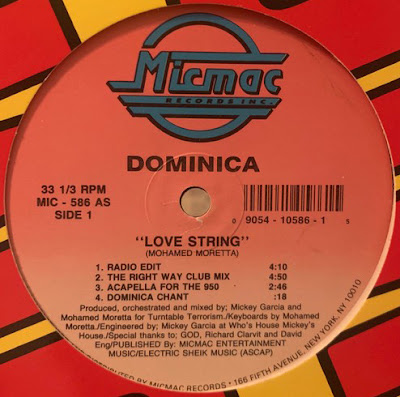 Micmac
RECORDS INC.
DOMINICA
33 1/3 RPM
MIC - 586 AS
SIDE 1
0 9054 - 10586 - 1 5
"LOVE STRING"
(MOHAMED MORETTA)
1. RADIO EDIT 4:10
2. THE RIGHT WAY CLUB MIX 4:50
3. ACAPELLA FOR THE 950 2:46
4. DOMINICA CHANT :18
Produced, orchestrated and mixed by; Mickey Garcia and
Mohamed Moretta for Turntable Terrorism./Keyboards by Mohamed
Moretta./Engineered by; Mickey Garcia at Who's House Mickey's
House./Special thanks to; GOD, Richard Clarvit and David
Eng/PUBLISHED By: MICMAC ENTERTAINMENT
MUSIC/ELECTRIC SHEIK MUSIC (ASCAP)
DISTRIBUTED BY MICMAC RECORDS • 166 FIFTH AVENUE, NEW YORK, NY 10010